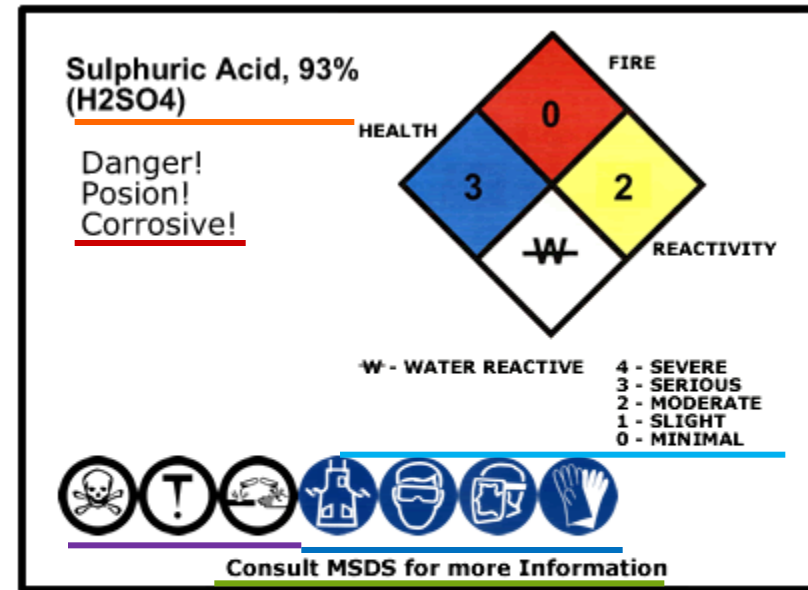 Sulphuric Acid, 93%
(H2SO4)
Danger!
Posion!
Corrosive!
FIRE
HEALTH
0
3
2
W
REACTIVITY
W - WATER REACTIVE
4 - SEVERE
3 - SERIOUS
2 - MODERATE
1 - SLIGHT
0 - MINIMAL
T
Consult MSDS for more Information